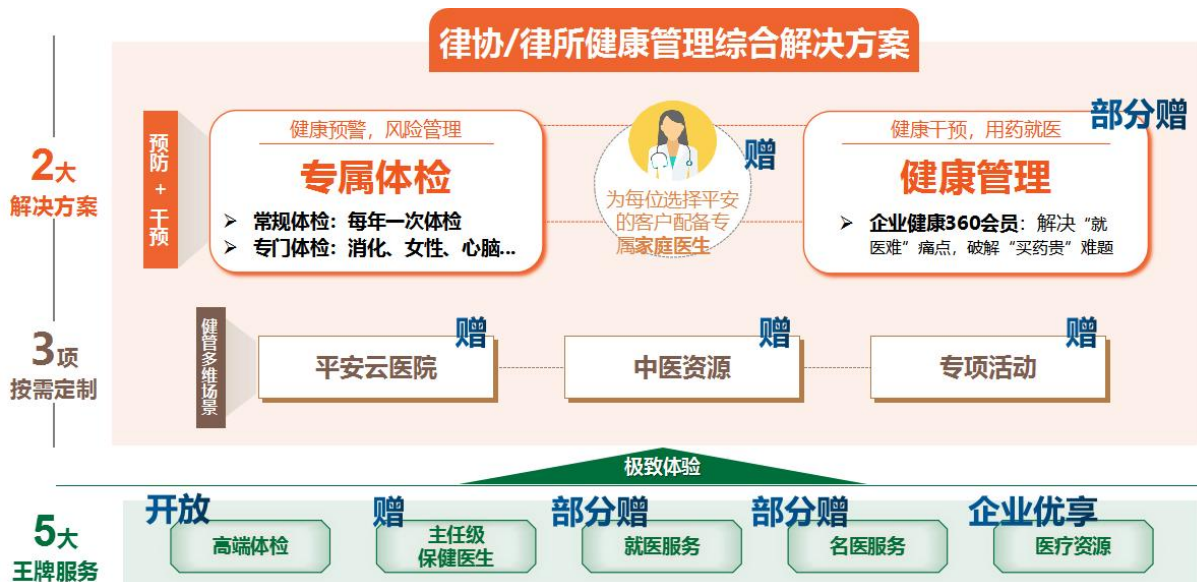 律协/律所健康管理综合解决方案
2大
解决方案
预防+干预
健康预警，风险管理
专属体检
➢ 常规体检：每年一次体检
➢ 专门体检：消化、女性、心脑...
赠
为每位选择平安
的客户配备专
属家庭医生
部分赠
健康干预，用药就医
健康管理
➢ 企业健康360会员：解决“就
医难”痛点，破解“买药贵”难题
3项
按需定制
健管多维场景
赠
平安云医院
赠
中医资源
赠
专项活动
极致体验
5大
王牌服务
开放
高端体检
赠
主任级
保健医生
部分赠
就医服务
部分赠
名医服务
企业优享
医疗资源